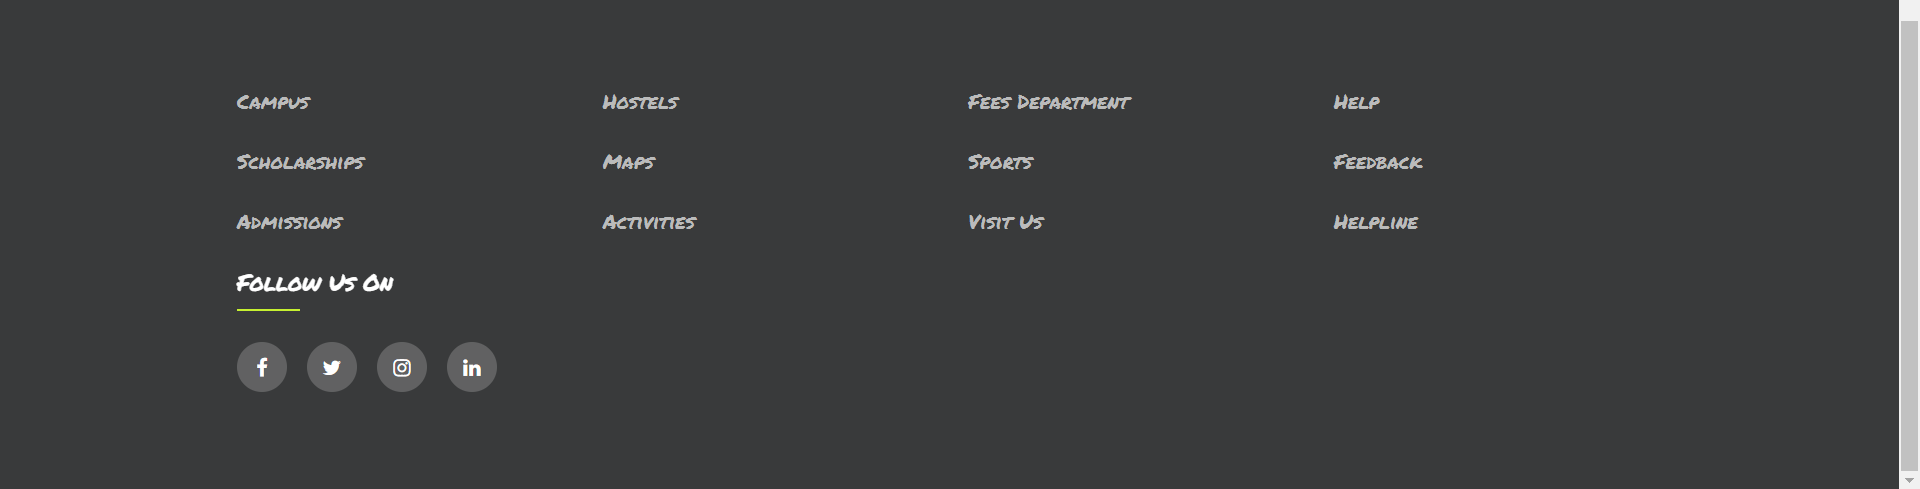 Campus Hostels Fees Department Help
Scholarships Maps Sports Feedback
Admissions Activities Visit Us Helpline
Follow Us On